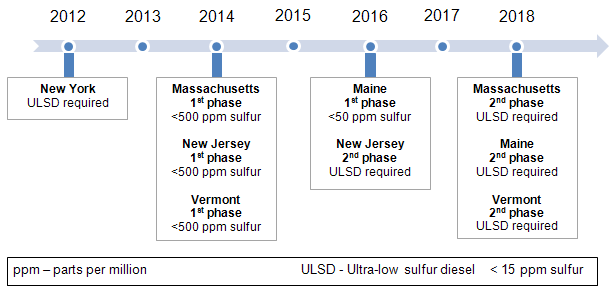 2012 2013 2014 2015 2016 2017 2018
New York
ULSD required
Massachusetts
1st phase
<500 ppm sulfur
New Jersey
1st phase
<500 ppm sulfur
Vermont
1st phase
<500 ppm sulfur
Maine
1st phase
<50 ppm sulfur
New Jersey
2nd phase
ULSD required
Massachusetts
2nd phase
ULSD required
Maine
2nd phase
ULSD required
Vermont
2nd phase
ULSD required
ppm – parts per million ULSD - Ultra-low sulfur diesel < 15 ppm sulfur